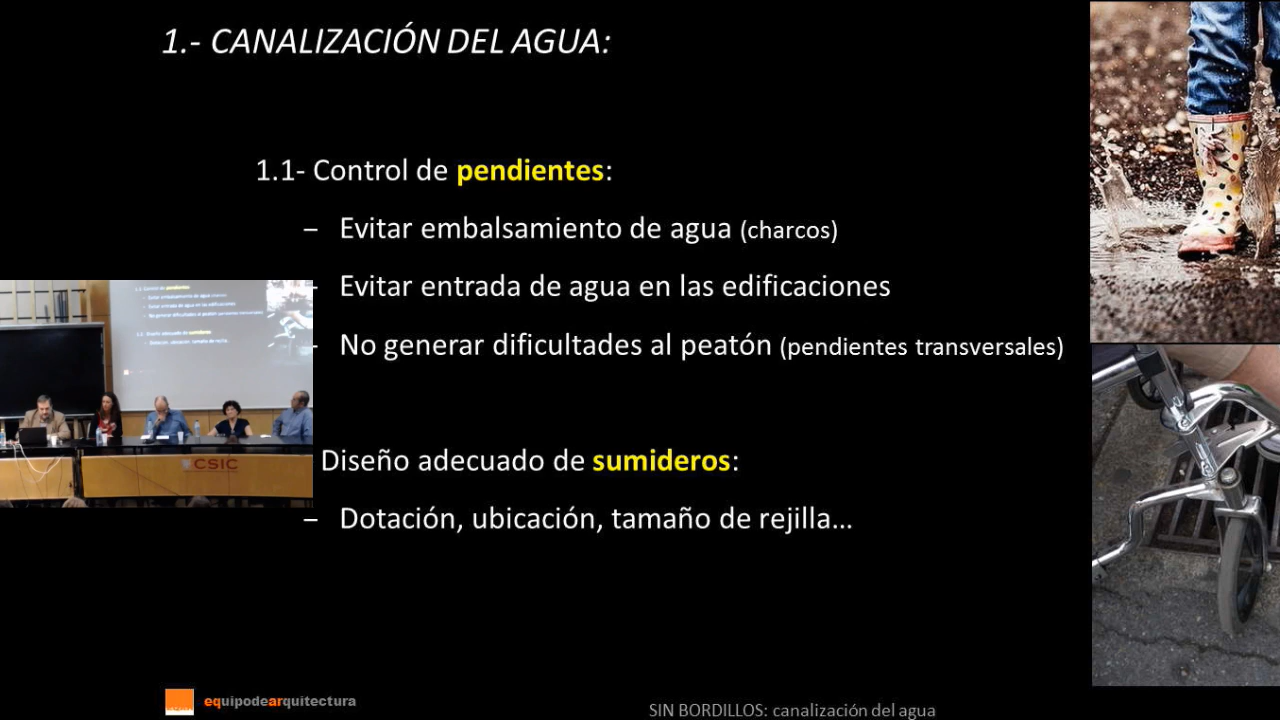 1.- CANALIZACIÓN DEL AGUA:
1.1- Control de pendientes:
– Evitar embalsamiento de agua (charcos)
Evitar entrada de agua en las edificaciones
- No generar dificultades al peatón (pendientes transversales)
Diseño adecuado de sumideros:
– Dotación, ubicación, tamaño de rejilla...
CSIC
equipodearquitectura
SIN BORDILLOS: canalización del agua